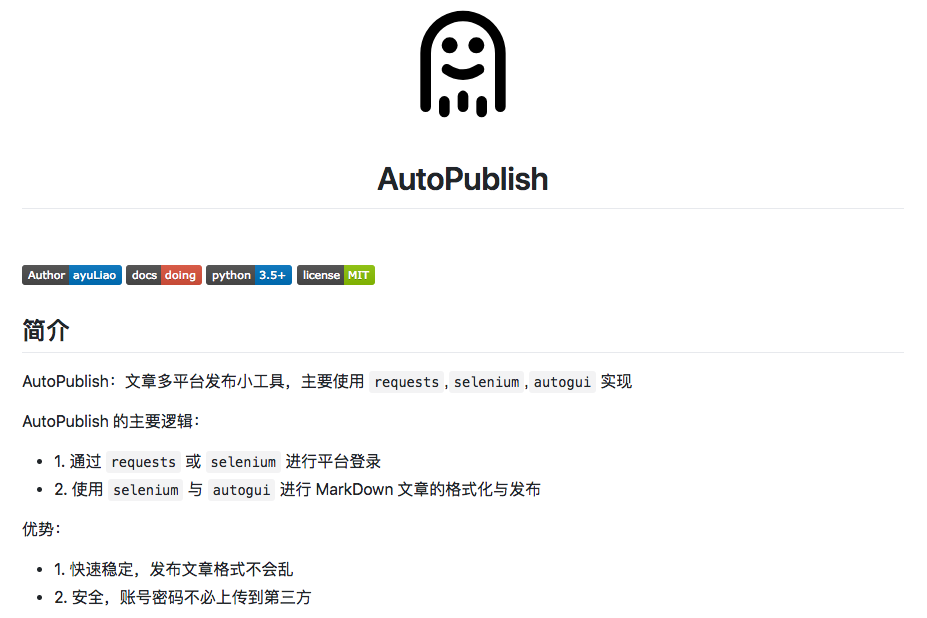 AutoPublish
Author ayuLiao docs doing python 3.5+ license MIT
简介
AutoPublish：文章多平台发布小工具，主要使用 requests , selenium , autogui 实现
AutoPublish 的主要逻辑：
• 1. 通过 requests 或 selenium 进行平台登录
• 2. 使用 selenium 与 autogui 进行 MarkDown 文章的格式化与发布
优势：
• 1. 快速稳定，发布文章格式不会乱
• 2. 安全，账号密码不必上传到第三方